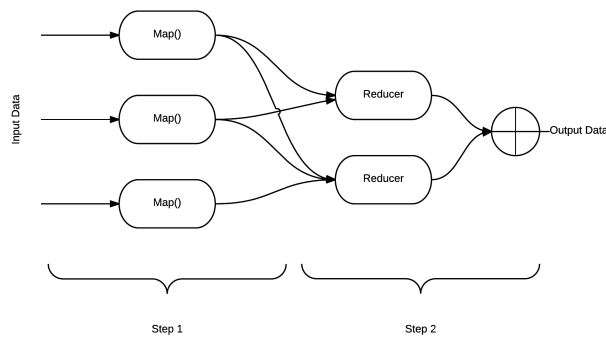 Input Data
Map()
Map()
Map()
Reducer
Reducer
Output Data
Step 1
Step 2